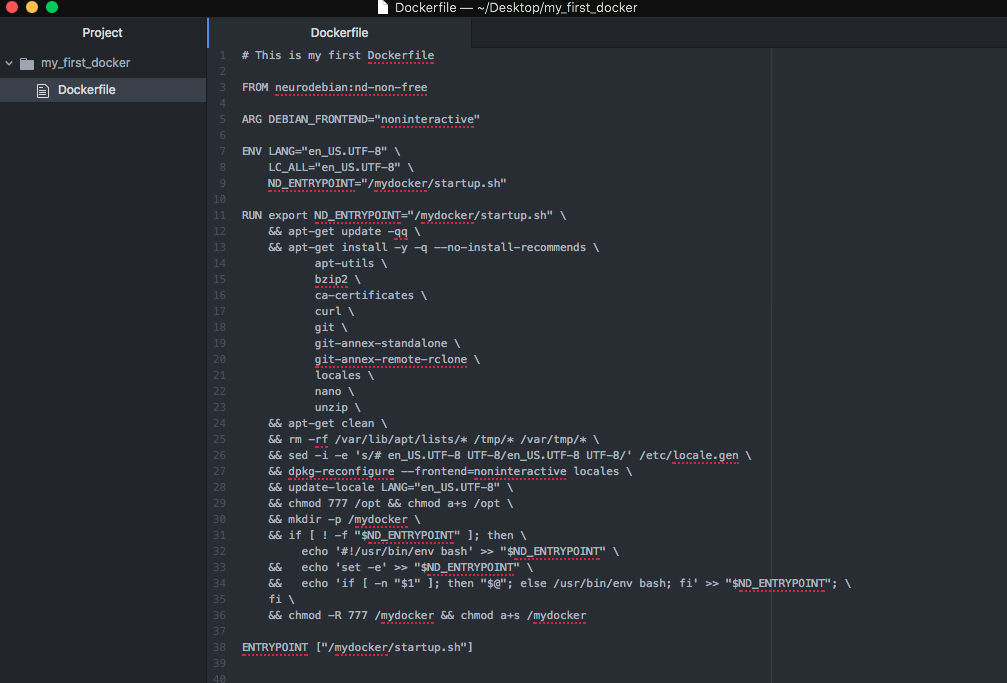 Dockerfile — ~/Desktop/my_first_docker
Project
Dockerfile
my_first_docker
Dockerfile
1 # This is my first Dockerfile
2
3 FROM neurodebian:nd-non-free
4
5 ARG DEBIAN_FRONTEND="noninteractive"
6
7 ENV LANG="en_US.UTF-8" \
8 LC_ALL="en_US.UTF-8" \
9 ND_ENTRYPOINT="/mydocker/startup.sh"
10
11 RUN export ND_ENTRYPOINT="/mydocker/startup.sh" \
12 && apt-get update -qq \
13 && apt-get install -y -q --no-install-recommends \
14 apt-utils \
15 bzip2 \
16 ca-certificates \
17 curl \
18 git \
19 git-annex-standalone \
20 git-annex-remote-rclone \
21 locales \
22 nano \
23 unzip \
24 && apt-get clean \
25 && rm -rf /var/lib/apt/lists/* /tmp/* /var/tmp/* \
26 && sed -i -e 's/# en_US.UTF-8 UTF-8/en_US.UTF-8 UTF-8/' /etc/locale.gen \
27 && dpkg-reconfigure --frontend=noninteractive locales \
28 && update-locale LANG="en_US.UTF-8" \
29 && chmod 777 /opt && chmod a+s /opt \
30 && mkdir -p /mydocker \
31 && if [ ! -f "$ND_ENTRYPOINT" ]; then \
32 echo '#!/usr/bin/env bash' >> "$ND_ENTRYPOINT" \
33 && echo 'set -e' >> "$ND_ENTRYPOINT" \
34 && echo 'if [ -n "$1" ]; then "$@"; else /usr/bin/env bash; fi' >> "$ND_ENTRYPOINT"; \
35 fi \
36 && chmod -R 777 /mydocker && chmod a+s /mydocker
37
38 ENTRYPOINT ["/mydocker/startup.sh"]
39
40